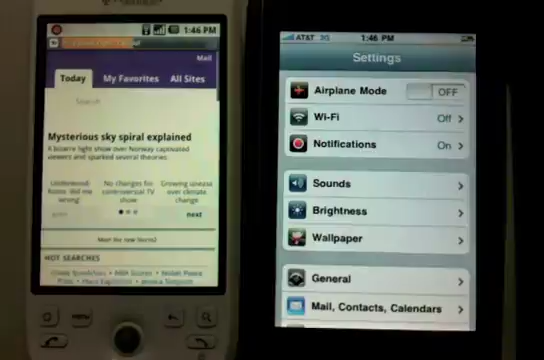 T · Mobile
1:46 PM
Mail
Today
My Favorites
All Sites
Search
Mysterious sky spiral explained
A bizarre light show over Norway captivated
viewers and sparked several theories.
No changes for
controversial TV
show
Growing unease
over climate
change
next
HOT SEARCHES
MENU
AT&T
1:46 PM
Settings
Airplane Mode
OFF
Wi-Fi
Off
Notifications
On
Sounds
Brightness
Wallpaper
General
Mail, Contacts, Calendars